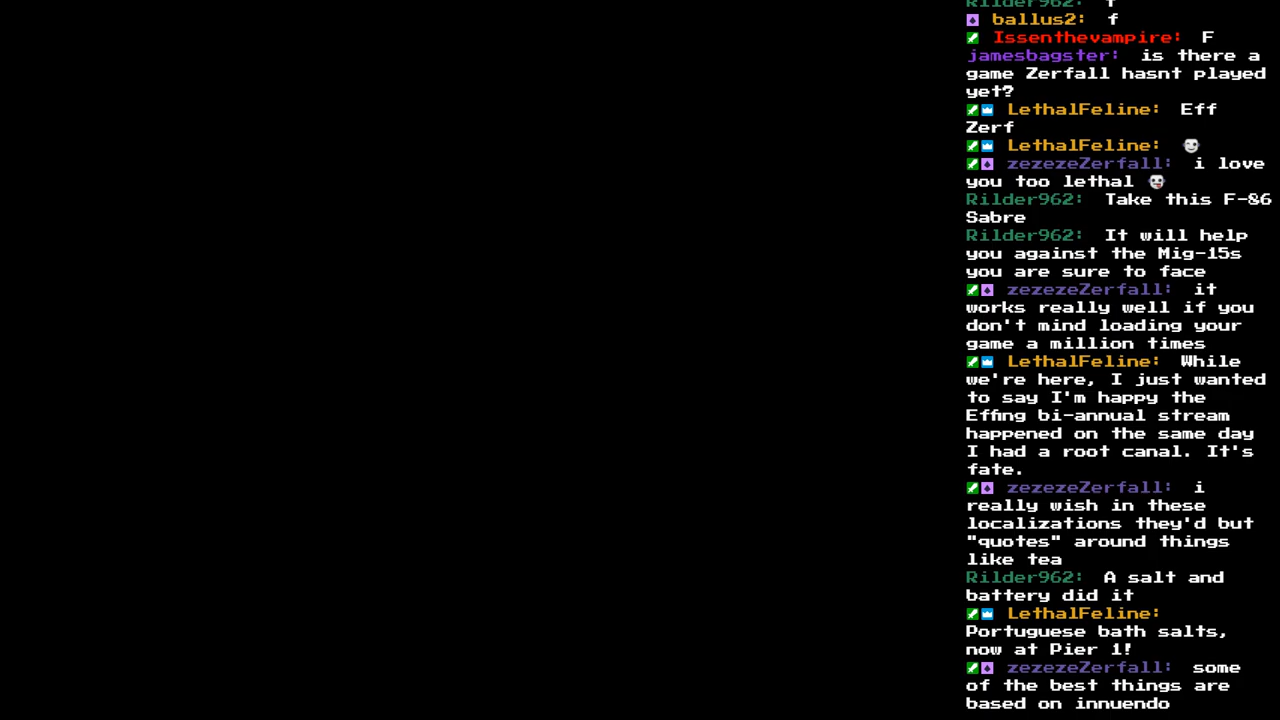 Rilder962: f
ballus2: f
Issenthevampire: F
jamesbagster: is there a
game Zerfall hasnt played
yet?
LethalFeline: Eff
Zerf
LethalFeline:
zezezeZerfall: i love
you too lethal
Rilder962: Take this F-86
Sabre
Rilder962: It will help
you against the Mig-15s
you are sure to face
zezezeZerfall: it
works really well if you
don't mind loading your
game a million times
LethalFeline: While
we're here, I just wanted
to say I'm happy the
Effing bi-annual stream
happened on the same day
I had a root canal. It's
fate.
zezezeZerfall: i
really wish in these
localizations they'd but
"quotes" around things
like tea
Rilder962: A salt and
battery did it
LethalFeline:
Portuguese bath salts,
now at Pier 1!
zezezeZerfall: some
of the best things are
based on innuendo